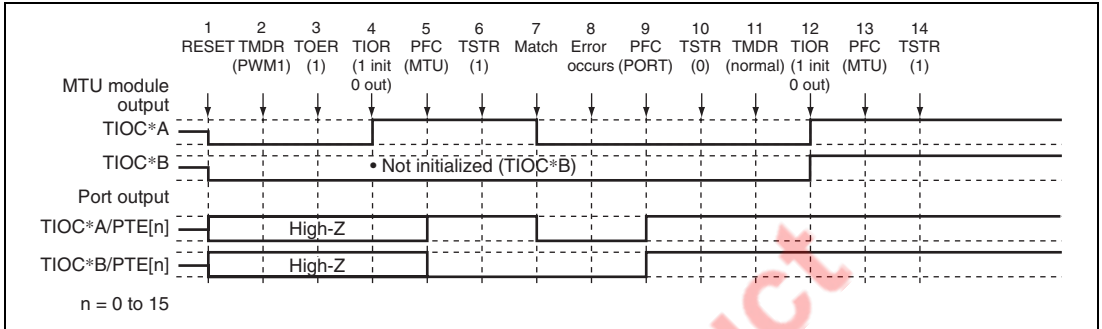 1 2 3 4 5 6 7 8 9 10 11 12 13 14
RESET TMDR TOER TIOR PFC TSTR Match Error PFC TSTR TMDR TIOR PFC TSTR
(PWM1) (1) (1 init (MTU) (1) occurs (PORT) (0) (normal) (1 init (MTU) (1)
0 out) 0 out)
MTU module
output
TIOC*A
TIOC*B
• Not initialized (TIOC*B)
Port output
TIOC*A/PTE[n]
High-Z
TIOC*B/PTE[n]
High-Z
n = 0 to 15
uct